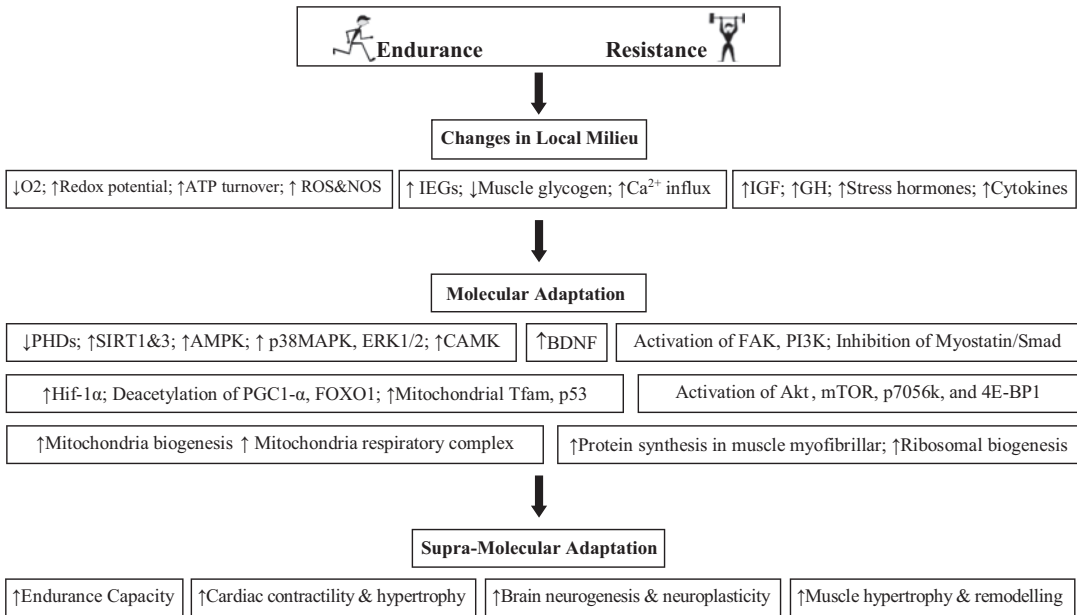 Endurance Resistance
Changes in Local Milieu
↓O2; ↑Redox potential; ↑ATP turnover; ↑ ROS&NOS
↑ IEGs; ↓Muscle glycogen; ↑Ca²⁺ influx
↑IGF; ↑GH; ↑Stress hormones; ↑Cytokines
Molecular Adaptation
↓PHDs; ↑SIRT1&3; ↑AMPK; ↑ p38MAPK, ERK1/2; ↑CAMK
↑BDNF
Activation of FAK, PI3K; Inhibition of Myostatin/Smad
↑Hif-1α; Deacetylation of PGC1-α, FOXO1; ↑Mitochondrial Tfam, p53
Activation of Akt, mTOR, p7056k, and 4E-BP1
↑Mitochondria biogenesis ↑ Mitochondria respiratory complex
↑Protein synthesis in muscle myofibrillar; ↑Ribosomal biogenesis
Supra-Molecular Adaptation
↑Endurance Capacity
↑Cardiac contractility & hypertrophy
↑Brain neurogenesis & neuroplasticity
↑Muscle hypertrophy & remodelling